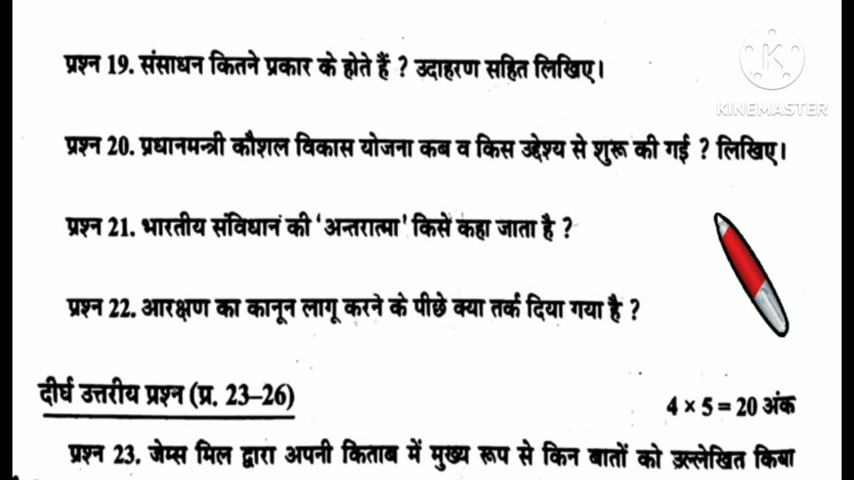 प्रश्न 19. संसाधन कितने प्रकार के होते हैं ? उदाहरण सहित लिखिए।
K
KINEMASTER
प्रश्न 20. प्रधानमन्त्री कौशल विकास योजना कब व किस उद्देश्य से शुरू की गई ? लिखिए।
प्रश्न 21. भारतीय संविधान की 'अन्तरात्मा' किसे कहा जाता है ?
प्रश्न 22. आरक्षण का कानून लागू करने के पीछे क्या तर्क दिया गया है ?
दीर्घ उत्तरीय प्रश्न (प्र. 23–26)
4 × 5 = 20 अंक
प्रश्न 23. जेम्स मिल द्वारा अपनी किताब में मुख्य रूप से किन बातों को उल्लेखित किया